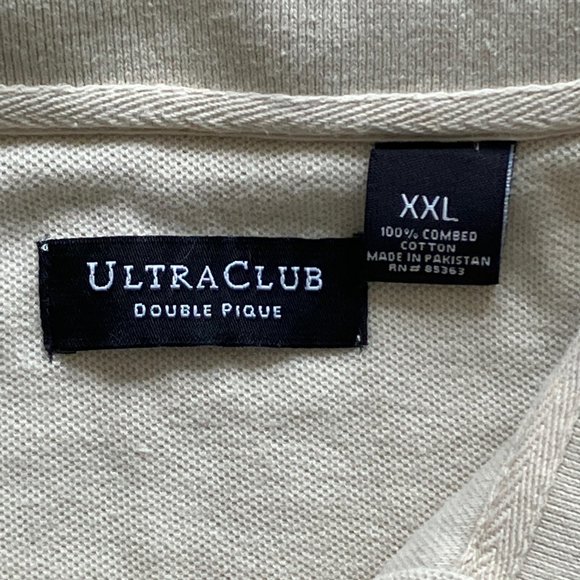 XXL
100% COMBED
COTTON
MADE IN PAKISTAN
RN# 85363
ULTRACLUB
DOUBLE PIQUE